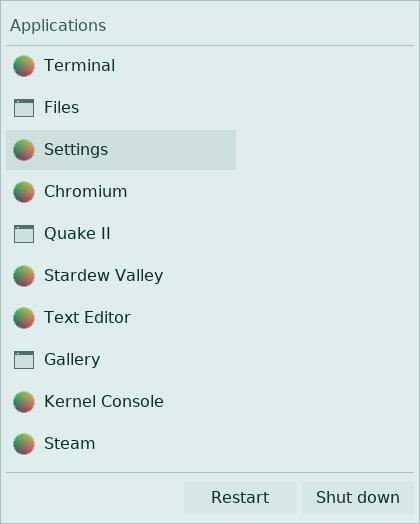 Applications
Terminal
Files
Settings
Chromium
Quake II
Stardew Valley
Text Editor
Gallery
Kernel Console
Steam
Restart Shut down